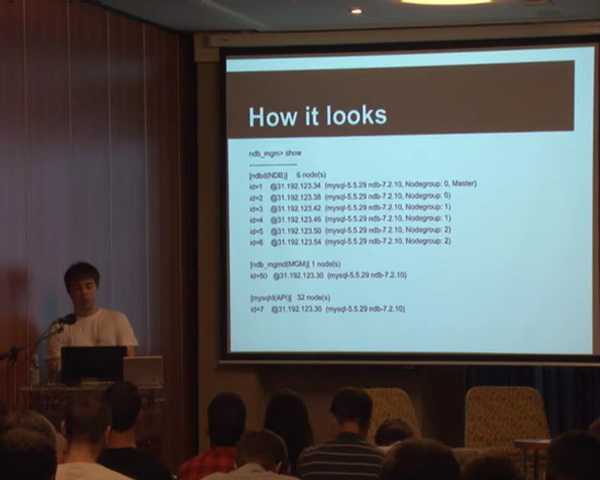 How it looks
ndb_mgm> show
[ndbd(NDB)] 6 node(s)
id=1 @31.192.123.34 (mysql-5.5.29 ndb-7.2.10, Nodegroup: 0, Master)
id=2 @31.192.123.38 (mysql-5.5.29 ndb-7.2.10, Nodegroup: 0)
id=3 @31.192.123.42 (mysql-5.5.29 ndb-7.2.10, Nodegroup: 1)
id=4 @31.192.123.46 (mysql-5.5.29 ndb-7.2.10, Nodegroup: 1)
id=5 @31.192.123.50 (mysql-5.5.29 ndb-7.2.10, Nodegroup: 2)
id=6 @31.192.123.54 (mysql-5.5.29 ndb-7.2.10, Nodegroup: 2)
[ndb_mgmd(MGM)] 1 node(s)
id=50 @31.192.123.30 (mysql-5.5.29 ndb-7.2.10)
[mysqld(API)] 32 node(s)
id=7 @31.192.123.30 (mysql-5.5.29 ndb-7.2.10)